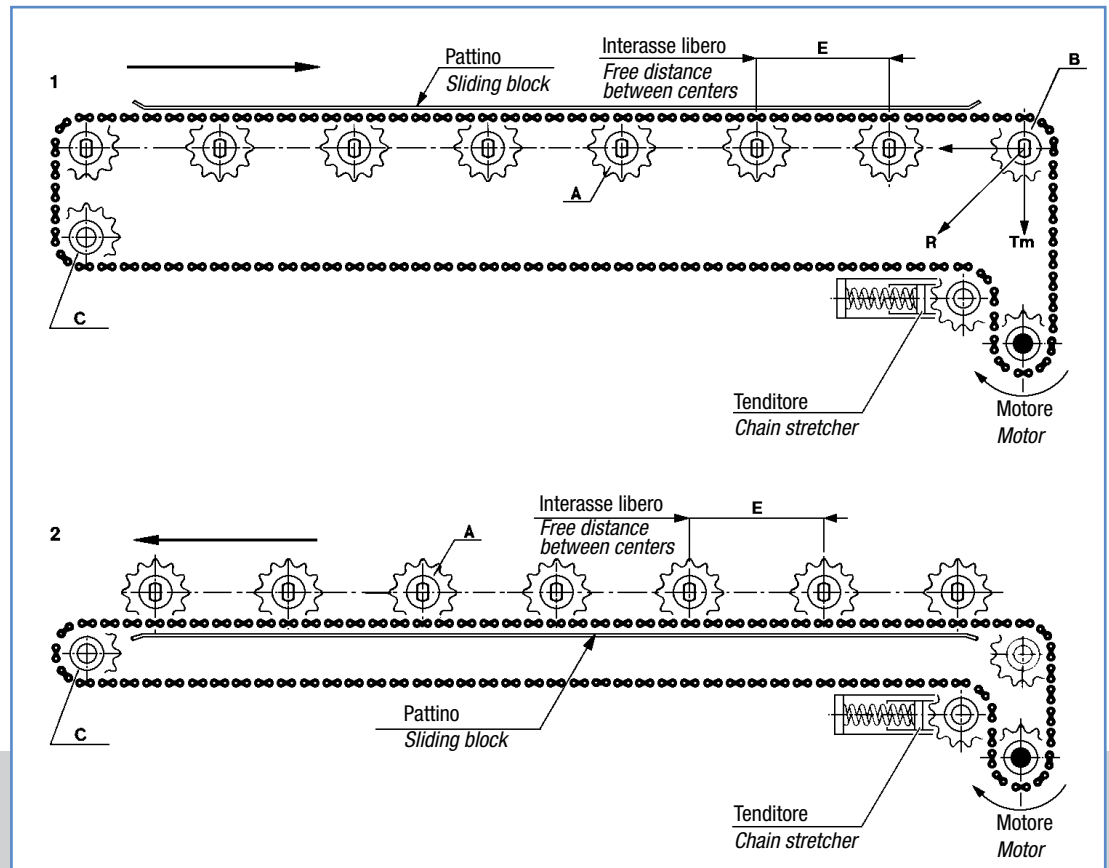 1
Pattino
Sliding block
Interasse libero
Free distance
between centers
E
B
A
R
Tm
C
Tenditore
Chain stretcher
Motore
Motor
2
Interasse libero
Free distance
between centers
E
A
C
Pattino
Sliding block
Tenditore
Chain stretcher
Motore
Motor